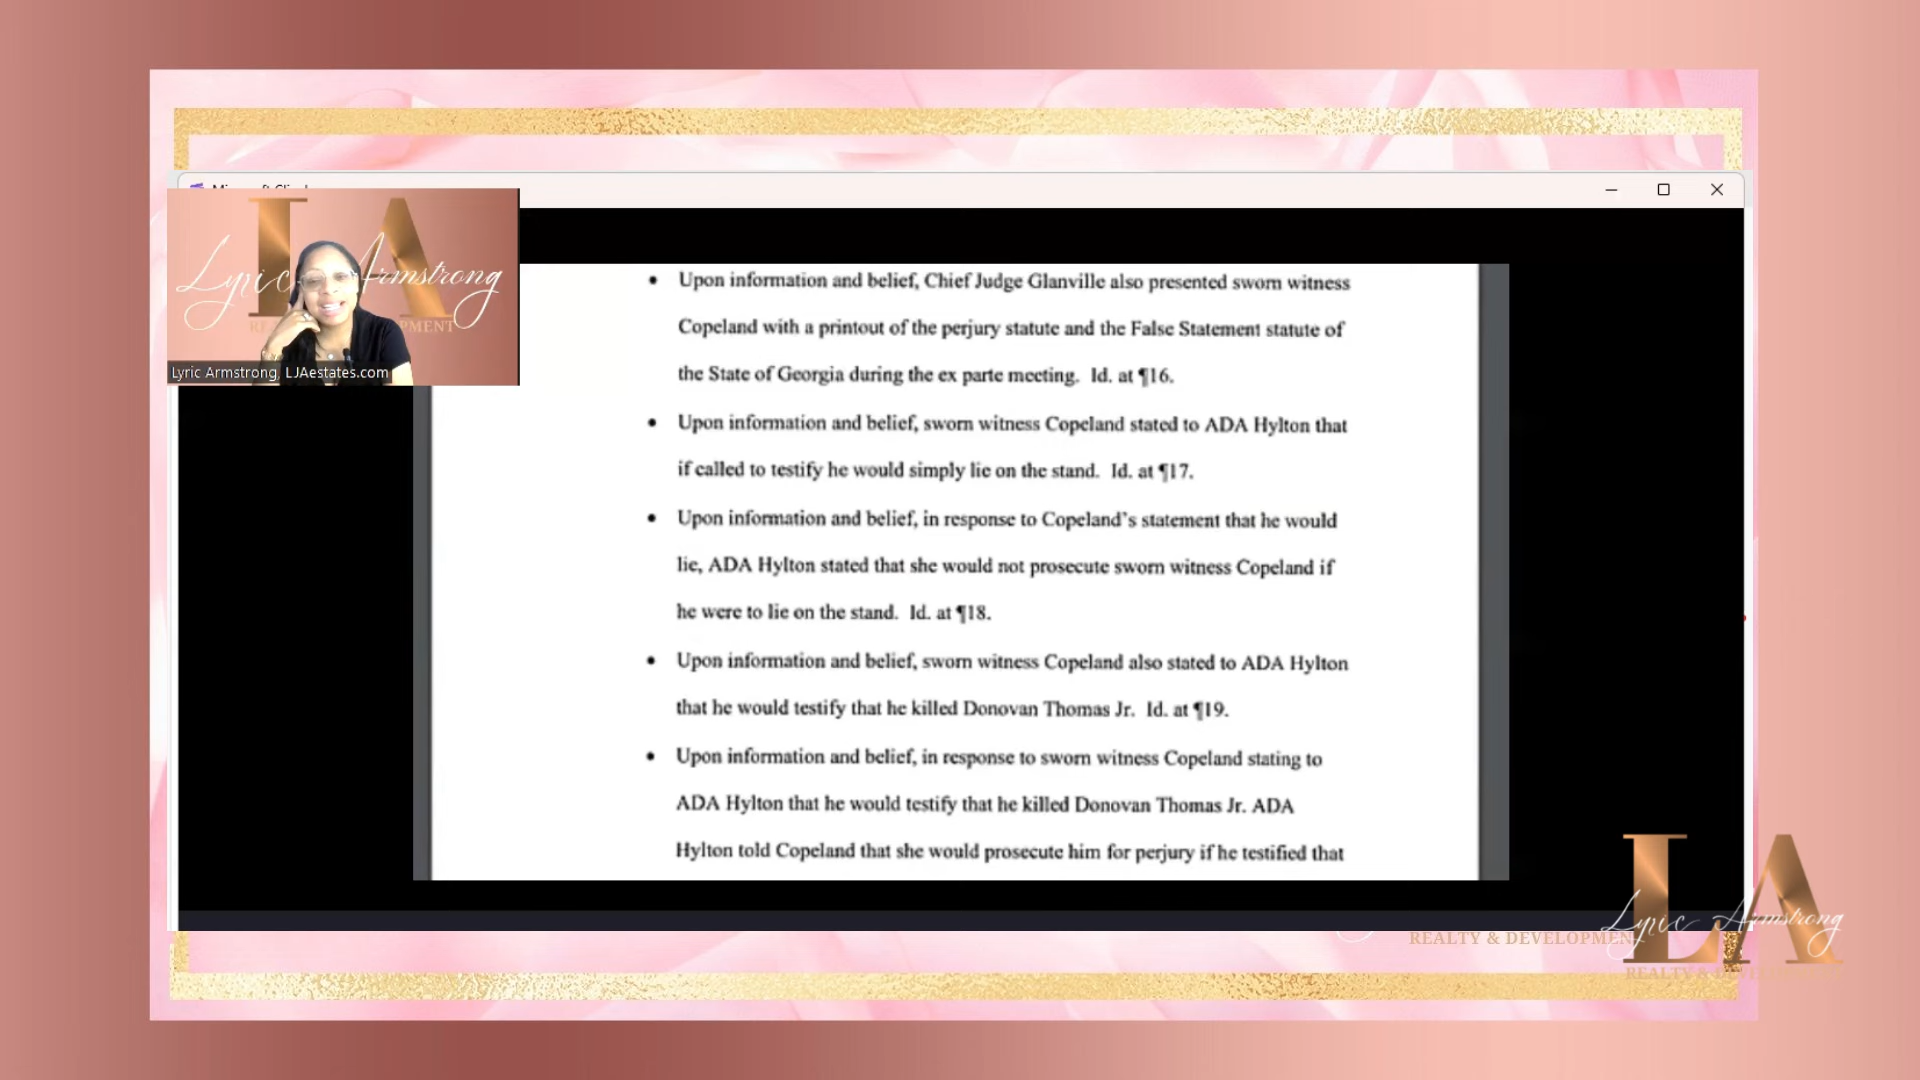 Lyric Armstrong
LA
Lyric Armstrong, LJAestates.com
• Upon information and belief, Chief Judge Glanville also presented sworn witness
Copeland with a printout of the perjury statute and the False Statement statute of
the State of Georgia during the ex parte meeting. Id. at ¶16.
• Upon information and belief, sworn witness Copeland stated to ADA Hylton that
if called to testify he would simply lie on the stand. Id. at ¶17.
• Upon information and belief, in response to Copeland's statement that he would
lie, ADA Hylton stated that she would not prosecute sworn witness Copeland if
he were to lie on the stand. Id. at ¶18.
• Upon information and belief, sworn witness Copeland also stated to ADA Hylton
that he would testify that he killed Donovan Thomas Jr. Id. at ¶19.
• Upon information and belief, in response to sworn witness Copeland stating to
ADA Hylton that he would testify that he killed Donovan Thomas Jr. ADA
Hylton told Copeland that she would prosecute him for perjury if he testified that
LA
Lyric Armstrong
REALTY & DEVELOPMEN
REALTY &